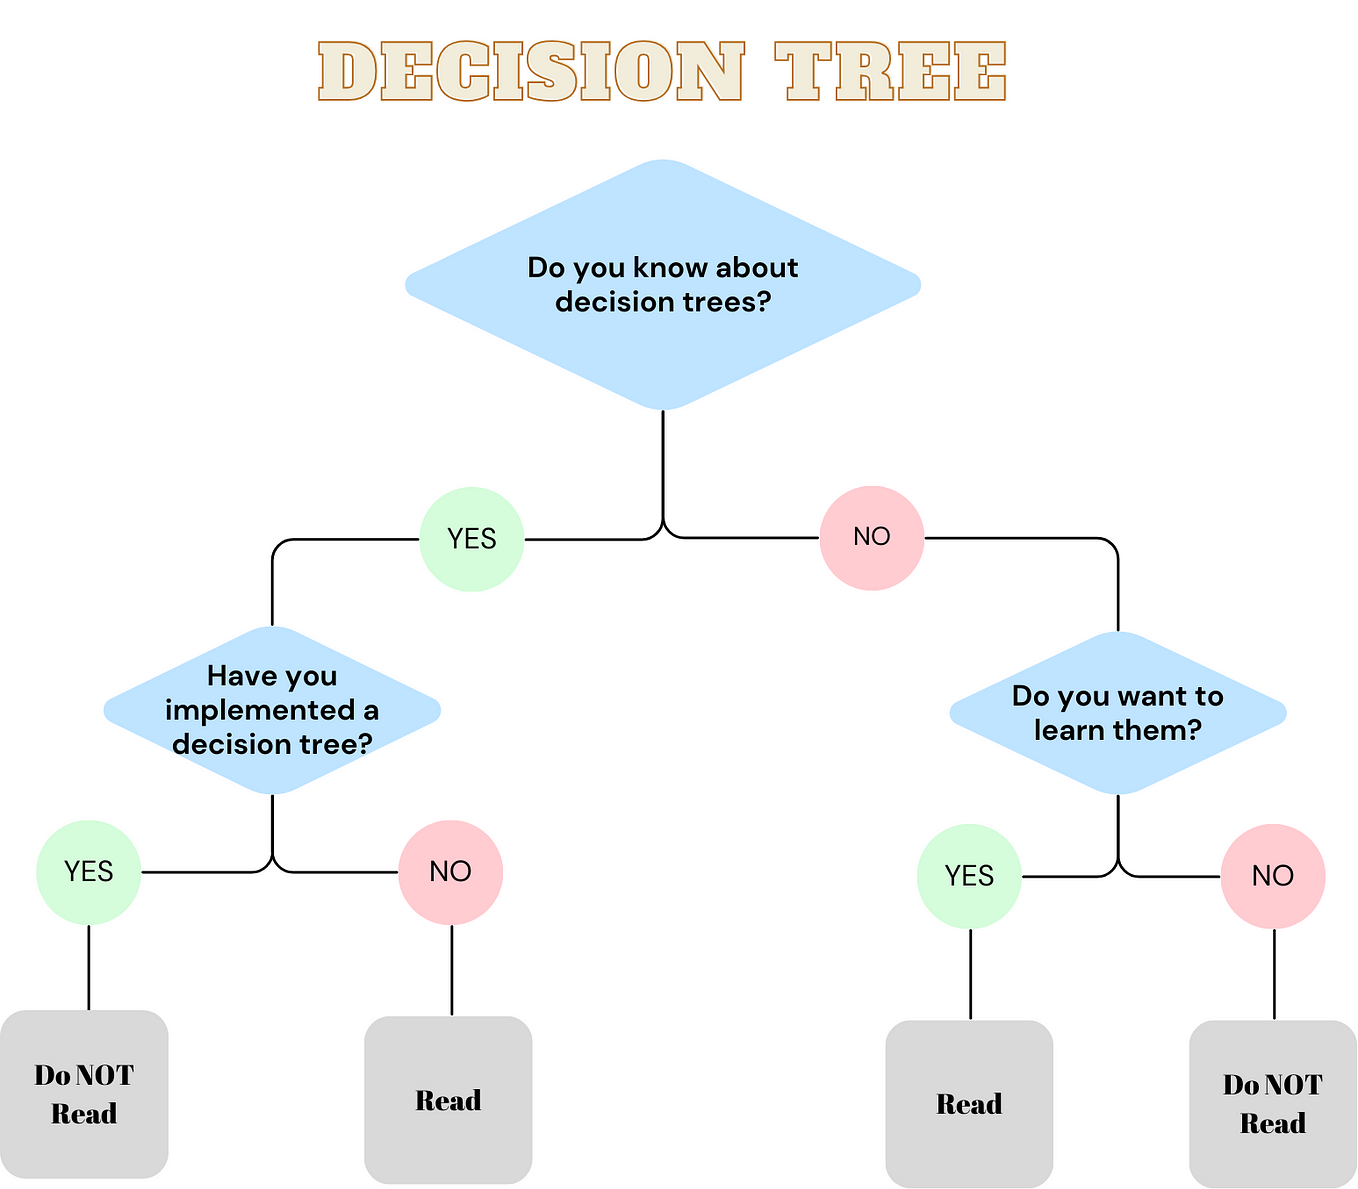 DECISION TREE
Do you know about
decision trees?
YES
NO
Have you
implemented a
decision tree?
Do you want to
learn them?
YES
NO
YES
NO
Do NOT
Read
Read
Read
Do NOT
Read